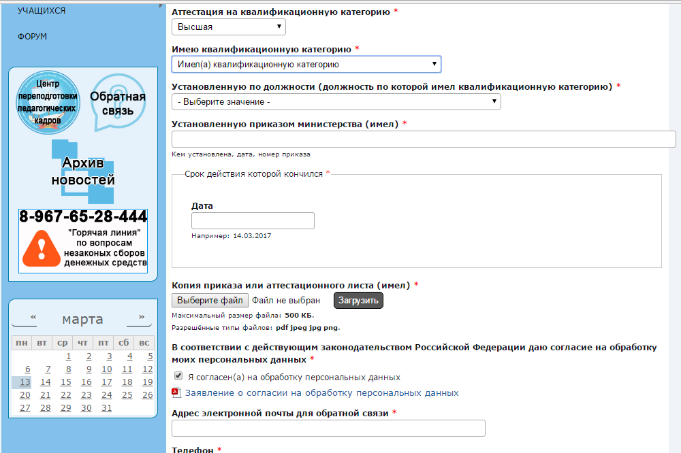 УЧАЩИХСЯ
ФОРУМ
Центр
переподготовки
педагогических
кадров
Обратная
связь
Архив
новостей
8-967-65-28-444
"Горячая линия"
по вопросам
незаконых сборов
денежных средств
« марта »
пн вт ср чт пт сб вс
1 2 3 4 5
6 7 8 9 10 11 12
13 14 15 16 17 18 19
20 21 22 23 24 25 26
27 28 29 30 31
Аттестация на квалификационную категорию *
Высшая
Имею квалификационную категорию *
Имел(а) квалификационную категорию
Установленную по должности (должность по которой имел квалификационную категорию) *
- Выберите значение -
Установленную приказом министерства (имел) *
Кем установлена, дата, номер приказа
Срок действия которой кончился *
Дата
Например: 14.03.2017
Копия приказа или аттестационного листа (имел) *
Выберите файл Файл не выбран Загрузить
Максимальный размер файла: 500 КБ.
Разрешённые типы файлов: pdf jpeg jpg png.
В соответствии с действующим законодательством Российской Федерации даю согласие на обработку
моих персональных данных *
Я согласен(а) на обработку персональных данных
Заявление о согласии на обработку персональных данных
Адрес электронной почты для обратной связи *
Телефон *